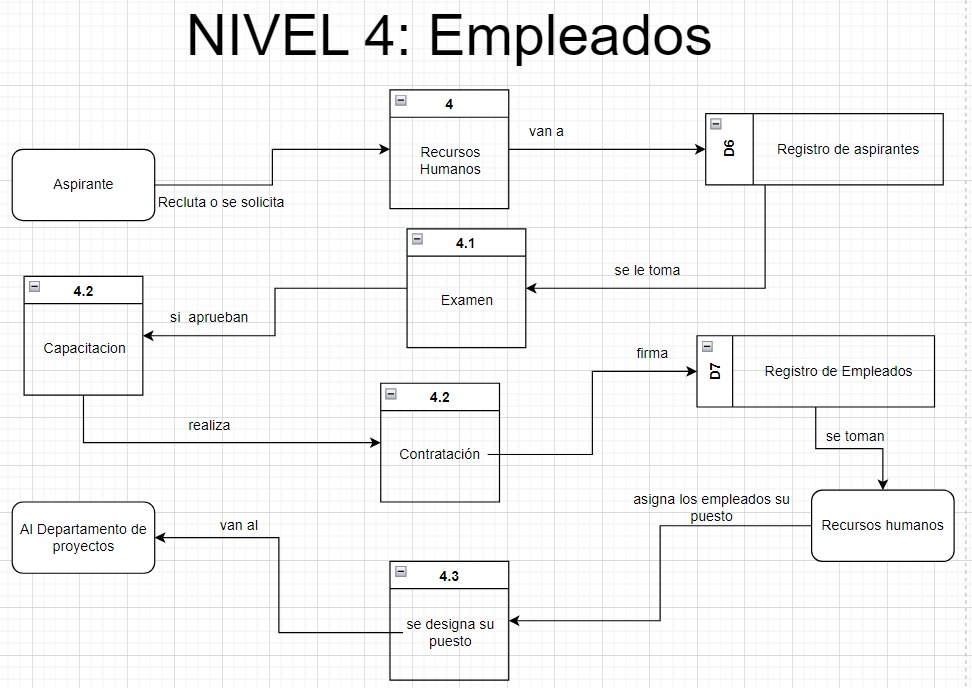 NIVEL 4: Empleados
4
Recursos
Humanos
van a
D6
Registro de aspirantes
Aspirante
Recluta o se solicita
4.1
Examen
se le toma
4.2
Capacitacion
si aprueban
firma
D7
Registro de Empleados
4.2
Contratación
realiza
se toman
Al Departamento de
proyectos
van al
asigna los empleados su
puesto
Recursos humanos
4.3
se designa su
puesto